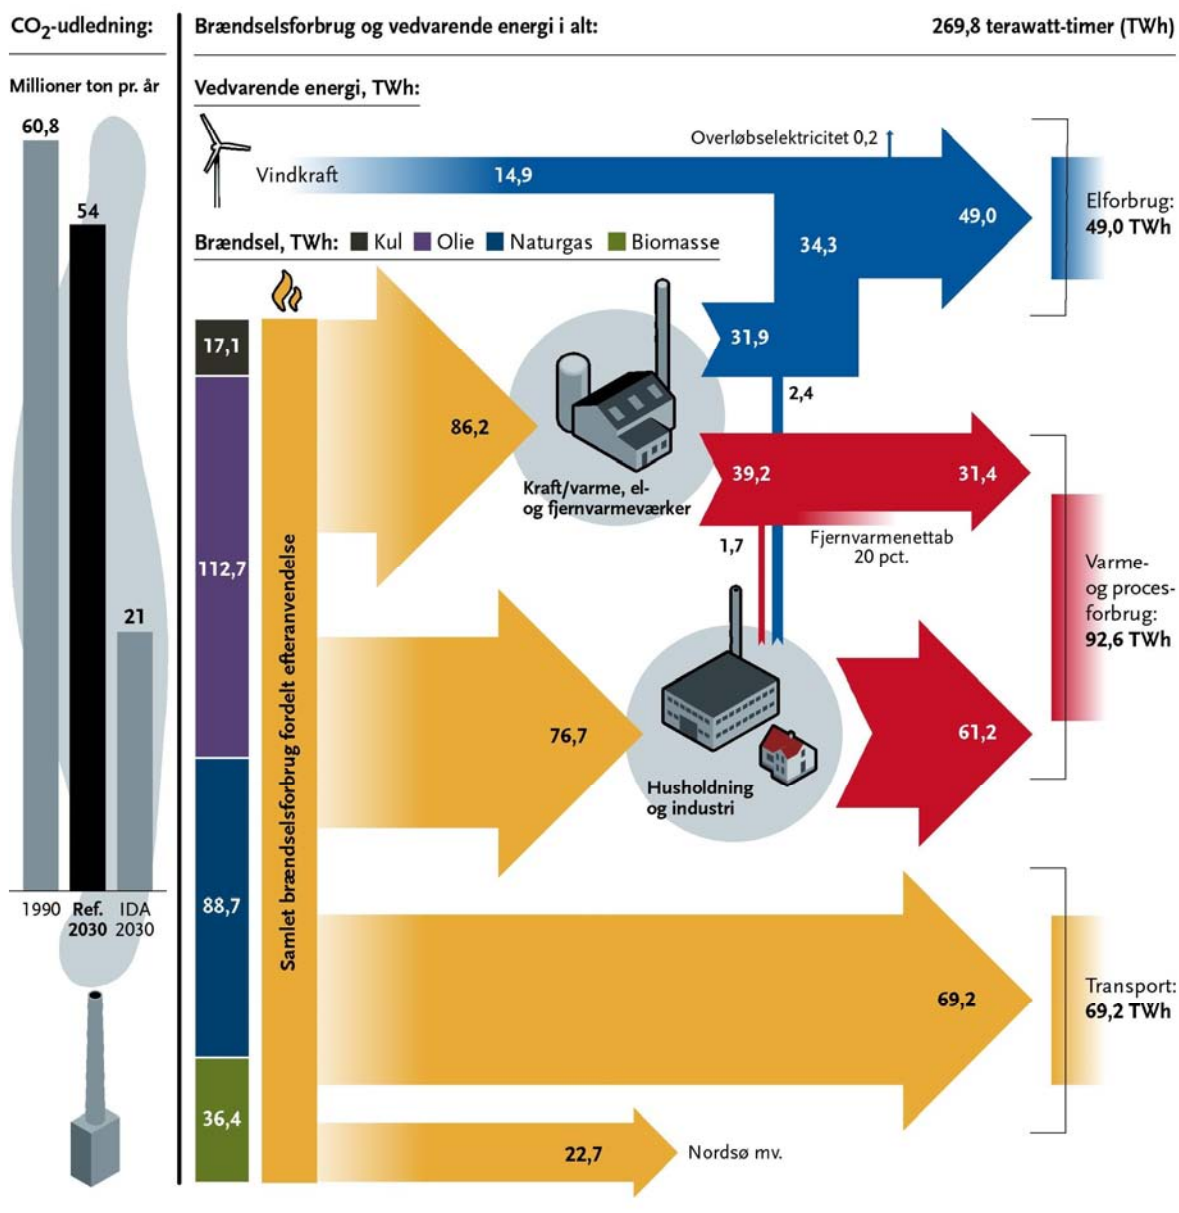 CO₂-udledning:
Millioner ton pr. år
60,8
54
21
1990
Ref.
2030
IDA
2030
Brændselsforbrug og vedvarende energi i alt:
269,8 terawatt-timer (TWh)
Vedvarende energi, TWh:
Vindkraft
14,9
Overløbselektricitet 0,2
49,0
34,3
31,9
2,4
Elforbrug:
49,0 TWh
Brændsel, TWh: Kul Olie Naturgas Biomasse
17,1
112,7
88,7
36,4
Samlet brændselsforbrug fordelt efteranvendelse
86,2
Kraft/varme, el-
og fjernvarmeværker
39,2
31,4
1,7
Fjernvarmenettab
20 pct.
Varme-
og proces-
forbrug:
92,6 TWh
76,7
Husholdning
og industri
61,2
69,2
Transport:
69,2 TWh
22,7
Nordsø mv.